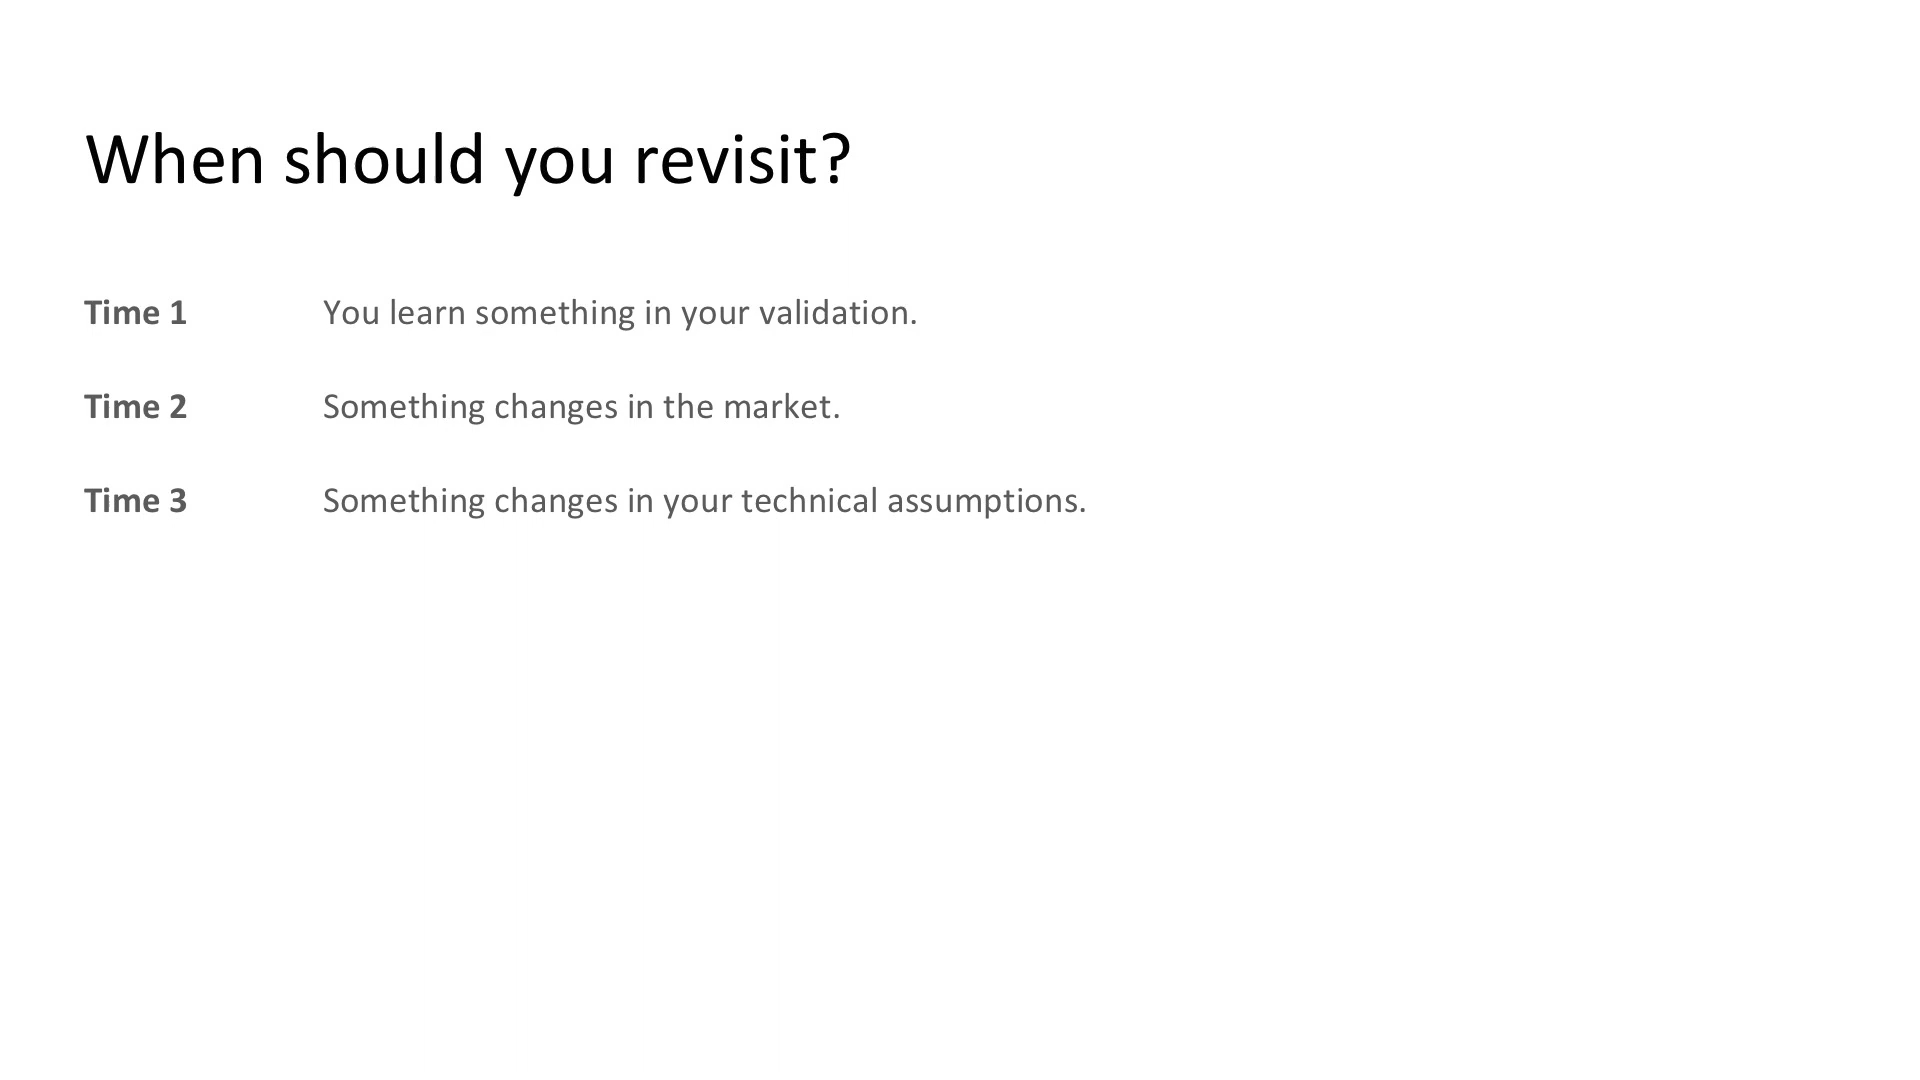 When should you revisit?
Time 1 You learn something in your validation.
Time 2 Something changes in the market.
Time 3 Something changes in your technical assumptions.